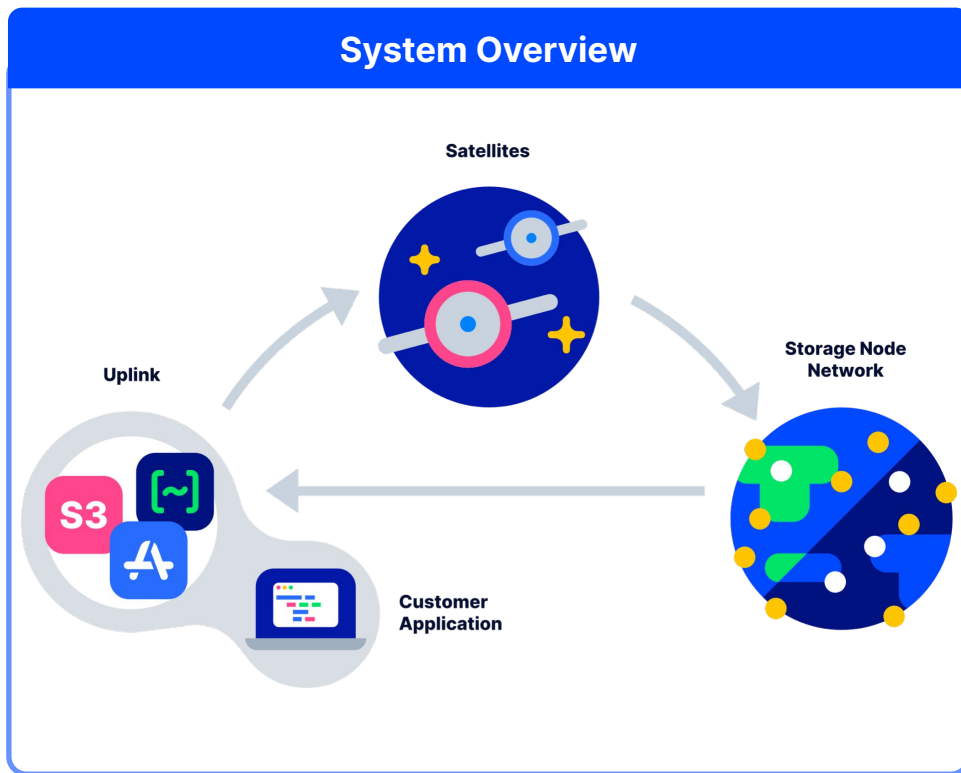 System Overview
Satellites
Storage Node
Network
Uplink
S3
[~]
Customer
Application